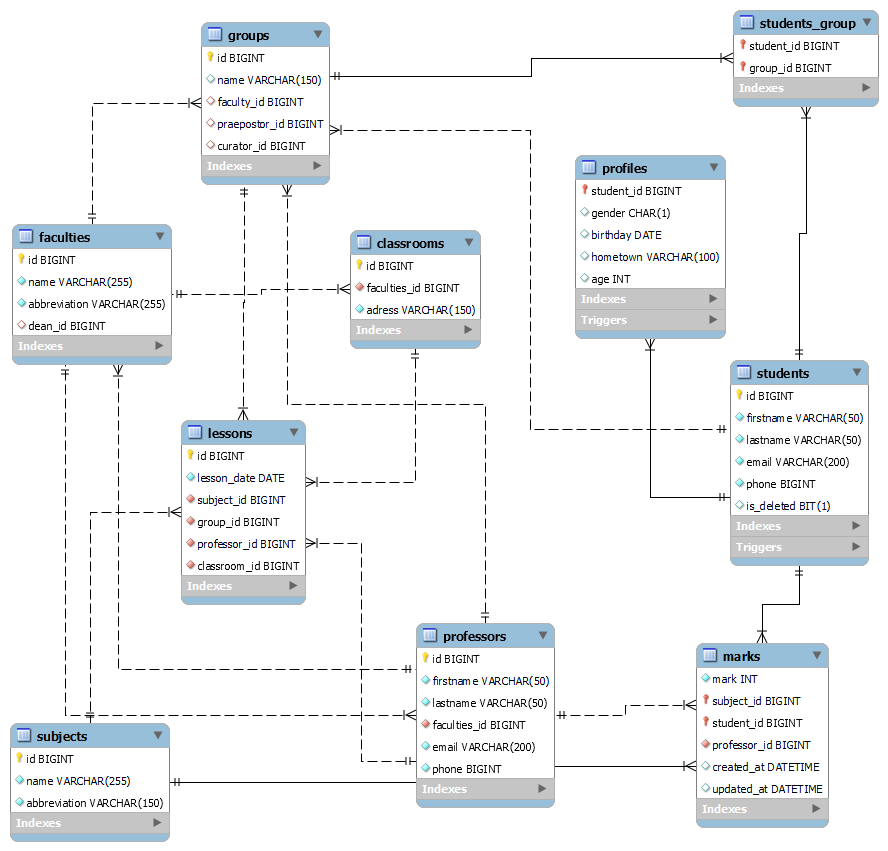 groups
id BIGINT
name VARCHAR(150)
faculty_id BIGINT
praepostor_id BIGINT
curator_id BIGINT
Indexes
students_group
student_id BIGINT
group_id BIGINT
Indexes
profiles
student_id BIGINT
gender CHAR(1)
birthday DATE
hometown VARCHAR(100)
age INT
Indexes
Triggers
faculties
id BIGINT
name VARCHAR(255)
abbreviation VARCHAR(255)
dean_id BIGINT
Indexes
classrooms
id BIGINT
faculties_id BIGINT
adress VARCHAR(150)
Indexes
students
id BIGINT
firstname VARCHAR(50)
lastname VARCHAR(50)
email VARCHAR(200)
phone BIGINT
is_deleted BIT(1)
Indexes
Triggers
lessons
id BIGINT
lesson_date DATE
subject_id BIGINT
group_id BIGINT
professor_id BIGINT
classroom_id BIGINT
Indexes
professors
id BIGINT
firstname VARCHAR(50)
lastname VARCHAR(50)
faculties_id BIGINT
email VARCHAR(200)
phone BIGINT
Indexes
marks
mark INT
subject_id BIGINT
student_id BIGINT
professor_id BIGINT
created_at DATETIME
updated_at DATETIME
Indexes
subjects
id BIGINT
name VARCHAR(255)
abbreviation VARCHAR(150)
Indexes